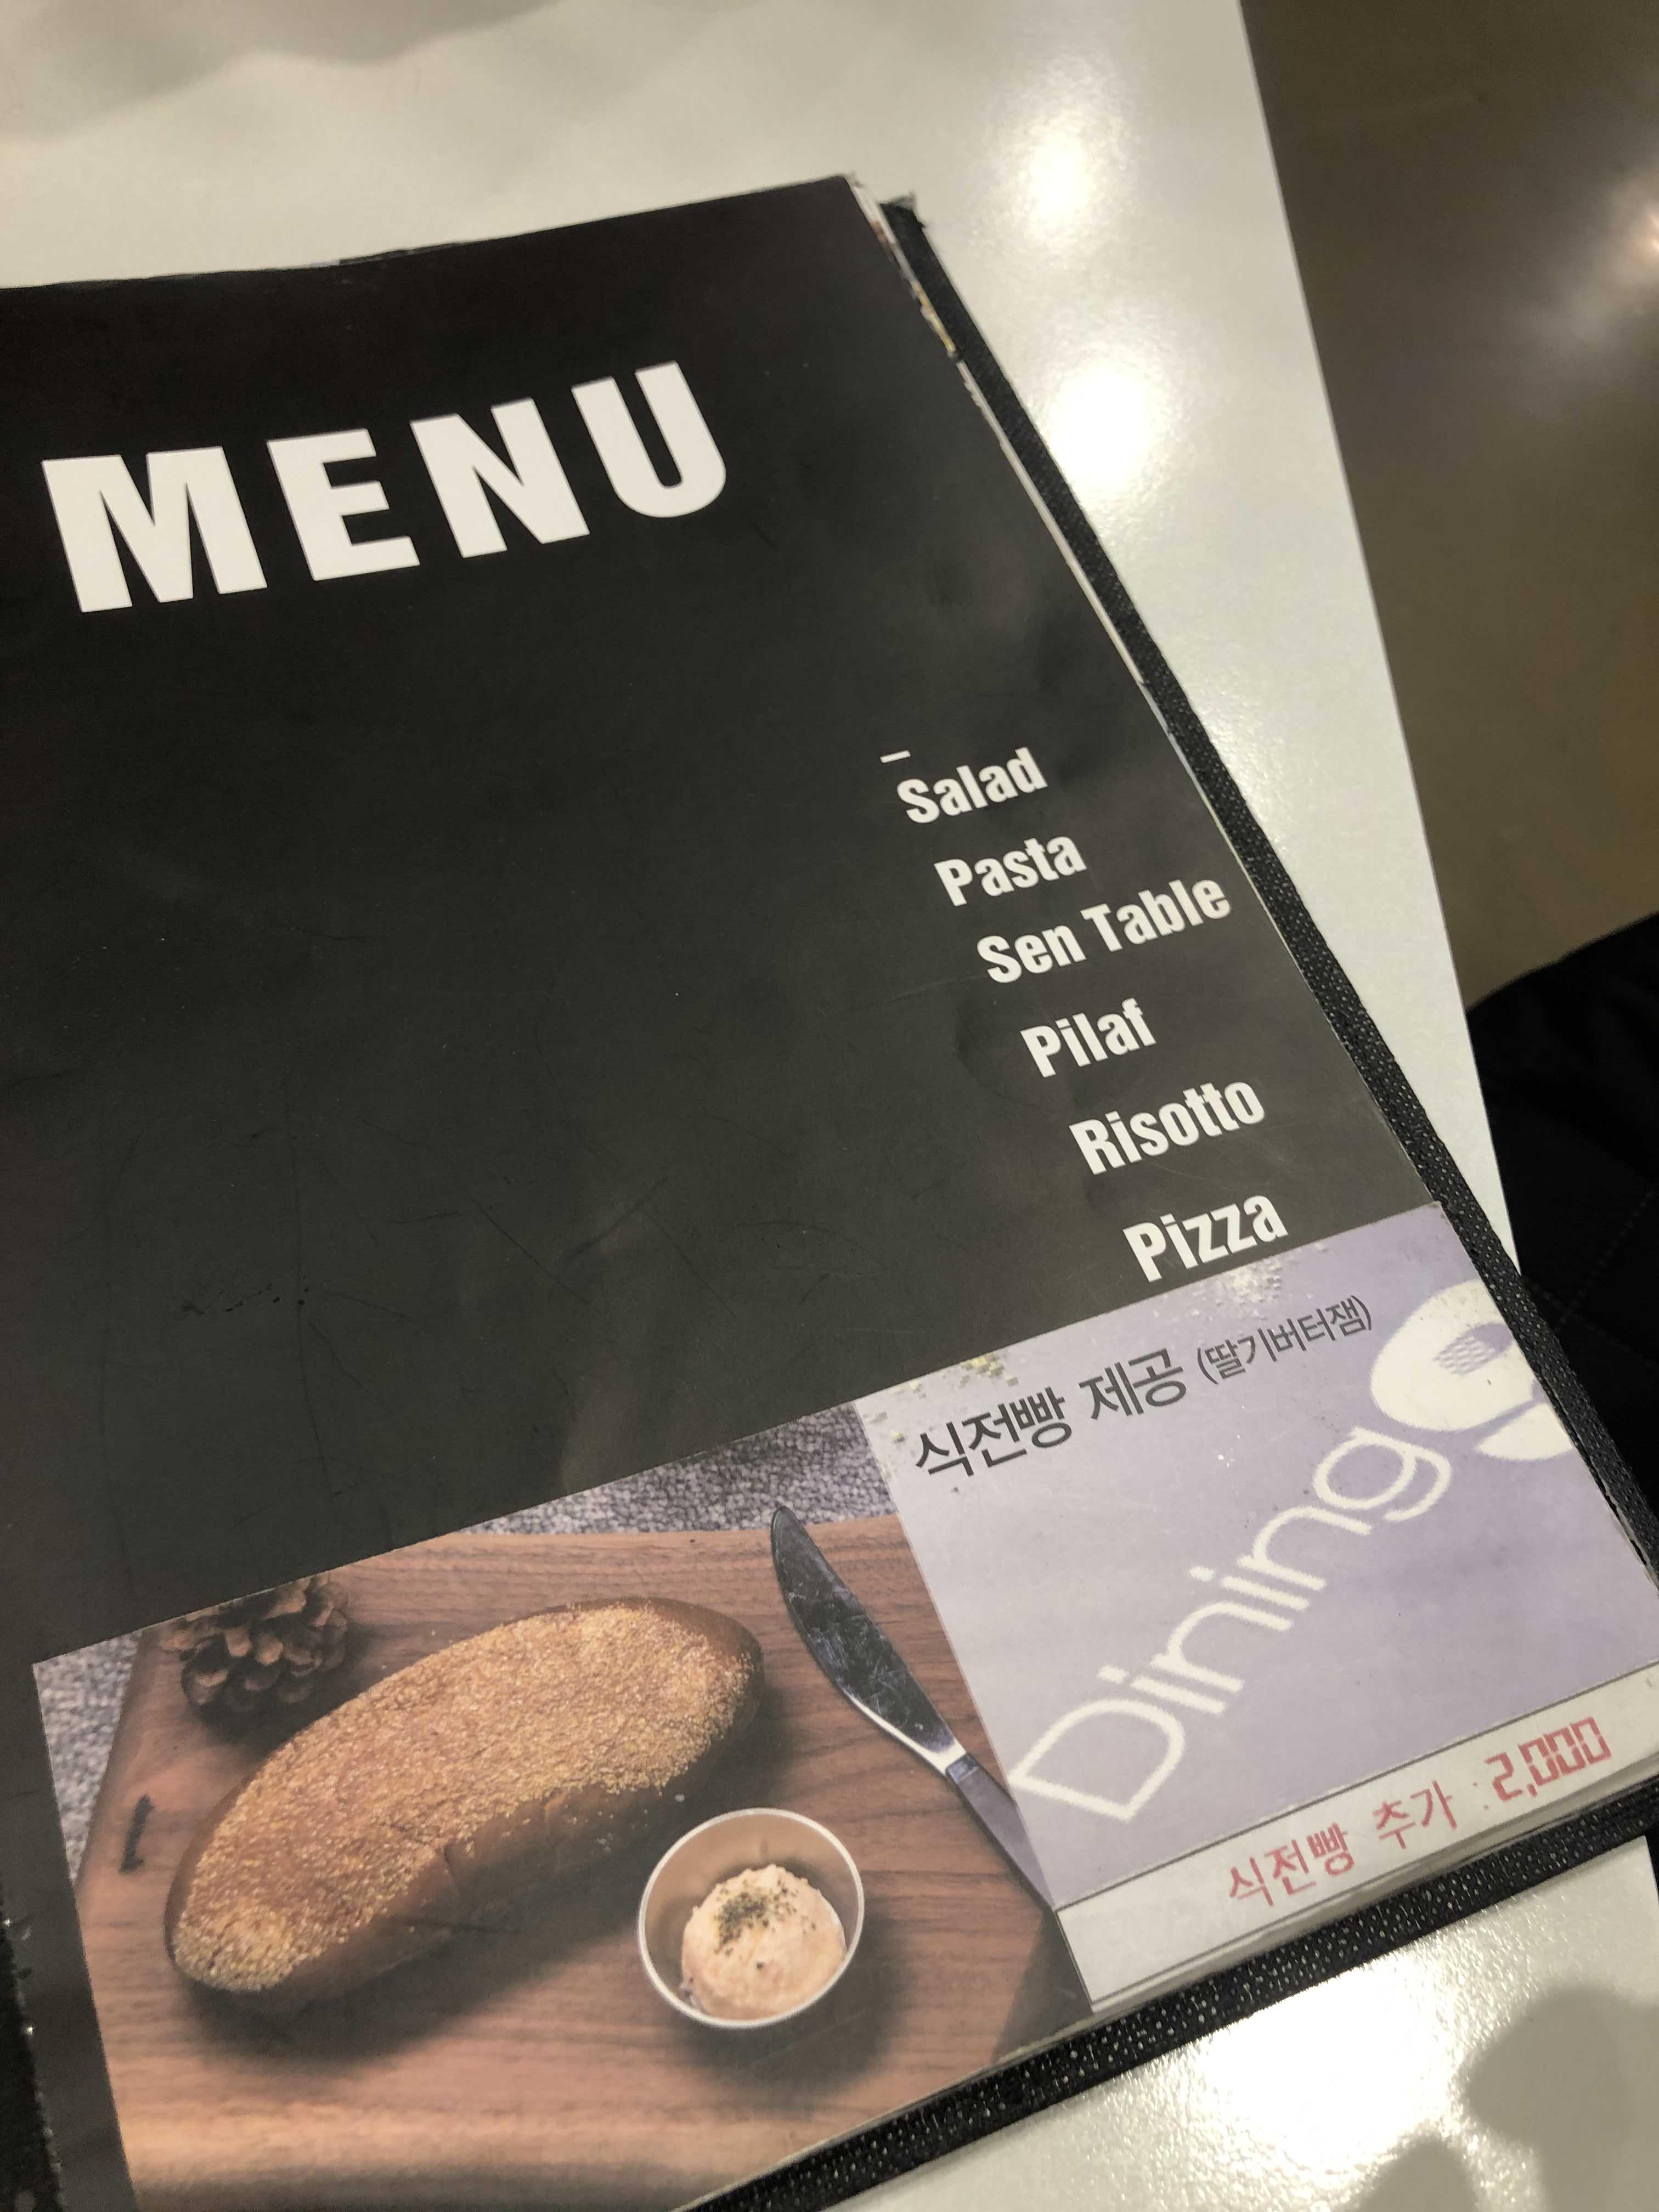 MENU
Salad
Pasta
Sen Table
Pilaf
Risotto
Pizza
식전빵 제공 (딸기버터잼)
Dining
식전빵 추가 : 2,000